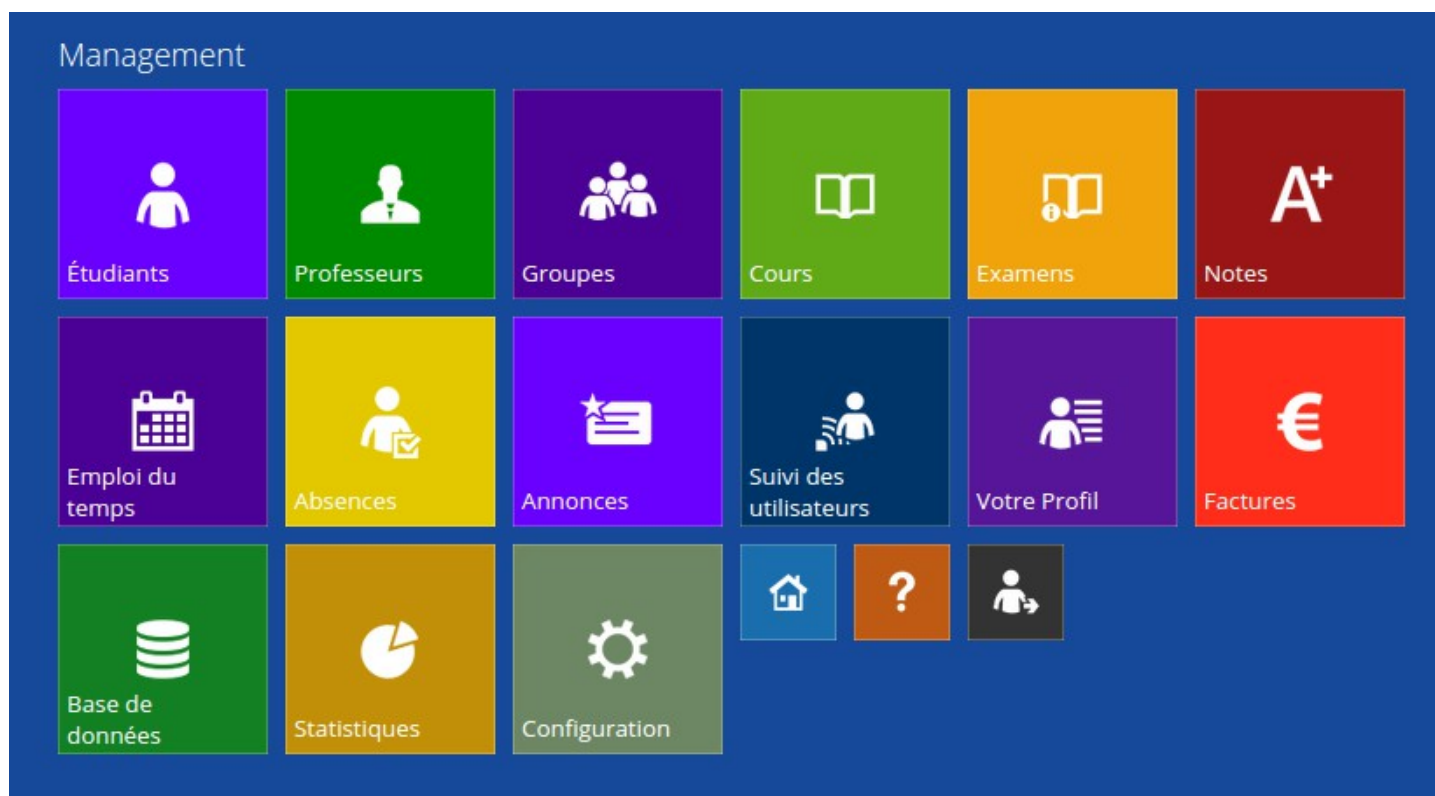 Management
Étudiants
Professeurs
Groupes
Cours
Examens
A+
Notes
Emploi du
temps
Absences
Annonces
Suivi des
utilisateurs
Votre Profil
€
Factures
?
Base de
données
Statistiques
Configuration